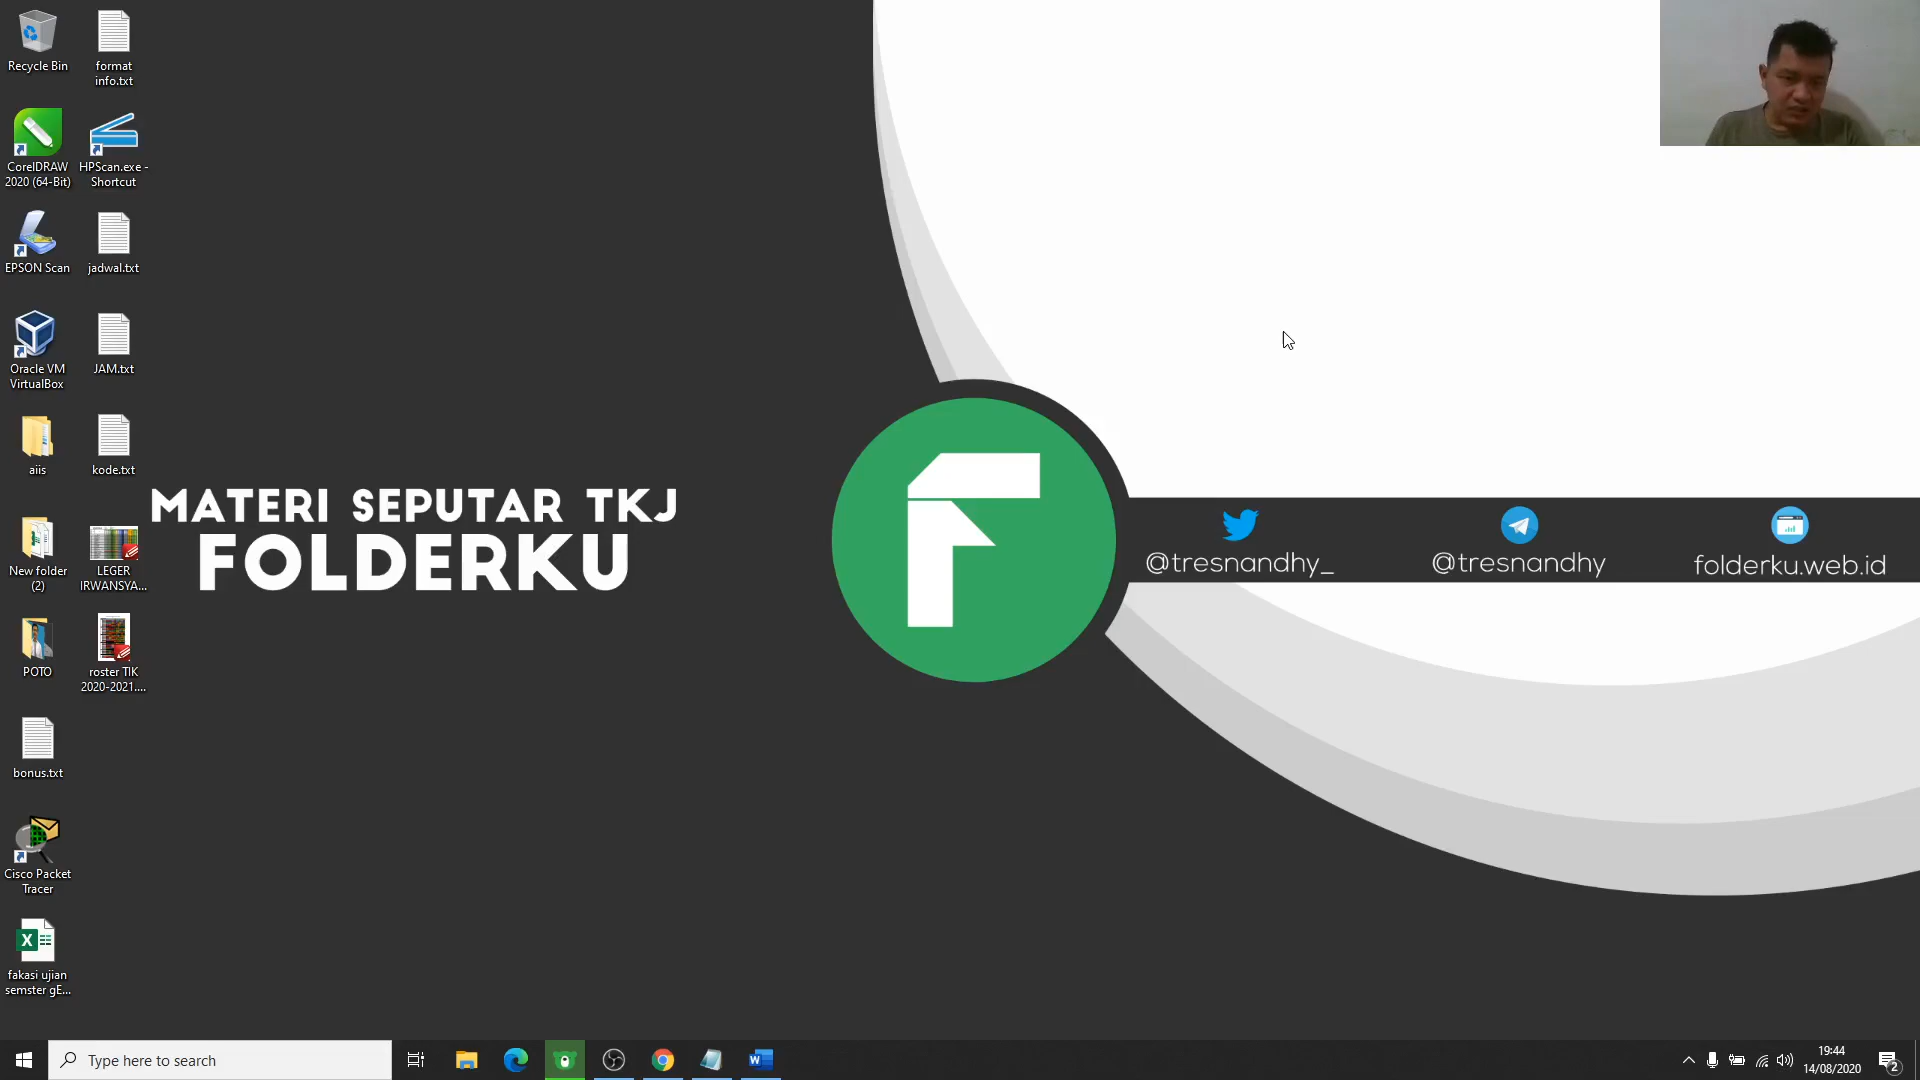 Recycle Bin
format
info.txt
CorelDRAW
2020 (64-Bit)
HPScan.exe -
Shortcut
EPSON Scan
jadwal.txt
Oracle VM
VirtualBox
JAM.txt
aiis
kode.txt
New folder
(2)
LEGER
IRWANSYA...
POTO
roster TIK
2020-2021....
bonus.txt
Cisco Packet
Tracer
fakasi ujian
semster gE...
MATERI SEPUTAR TKJ
FOLDERKU
@tresnandhy_
@tresnandhy
folderku.web.id
Type here to search
19:44
14/08/2020
2